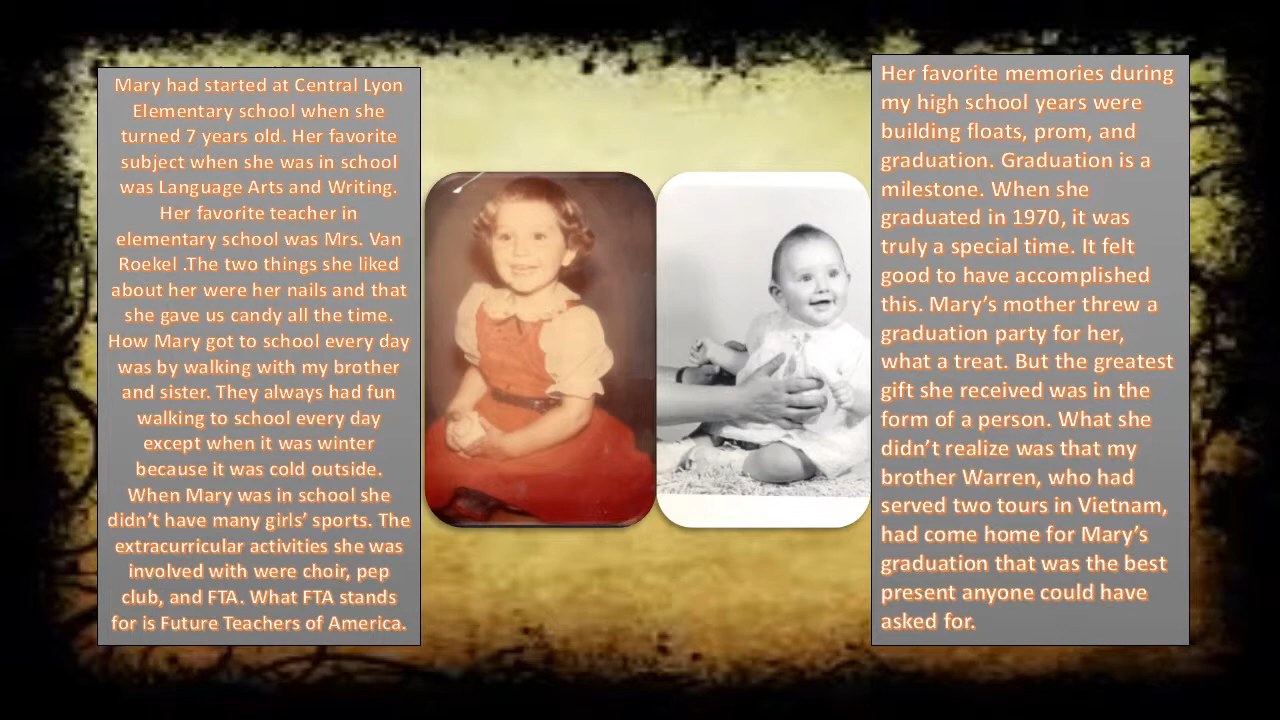 Mary had started at Central Lyon
Elementary school when she
turned 7 years old. Her favorite
subject when she was in school
was Language Arts and Writing.
Her favorite teacher in
elementary school was Mrs. Van
Roekel .The two things she liked
about her were her nails and that
she gave us candy all the time.
How Mary got to school every day
was by walking with my brother
and sister. They always had fun
walking to school every day
except when it was winter
because it was cold outside.
When Mary was in school she
didn’t have many girls’ sports. The
extracurricular activities she was
involved with were choir, pep
club, and FTA. What FTA stands
for is Future Teachers of America.
Her favorite memories during
my high school years were
building floats, prom, and
graduation. Graduation is a
milestone. When she
graduated in 1970, it was
truly a special time. It felt
good to have accomplished
this. Mary’s mother threw a
graduation party for her,
what a treat. But the greatest
gift she received was in the
form of a person. What she
didn’t realize was that my
brother Warren, who had
served two tours in Vietnam,
had come home for Mary’s
graduation that was the best
present anyone could have
asked for.